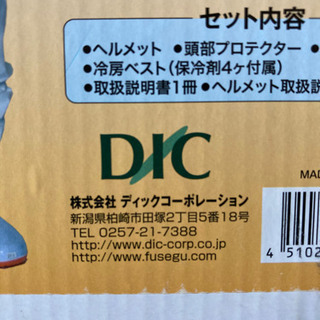 セット内容
●ヘルメット ●頭部プロテクター
●冷房ベスト(保冷剤4ヶ付属)
●取扱説明書1冊 ●ヘルメット取扱説
DIC
株式会社 ディックコーポレーション
新潟県柏崎市田塚2丁目5番18号
TEL 0257-21-7388
http://www.dic-corp.co.jp
http://www.fusegu.com
MAD
4 5102